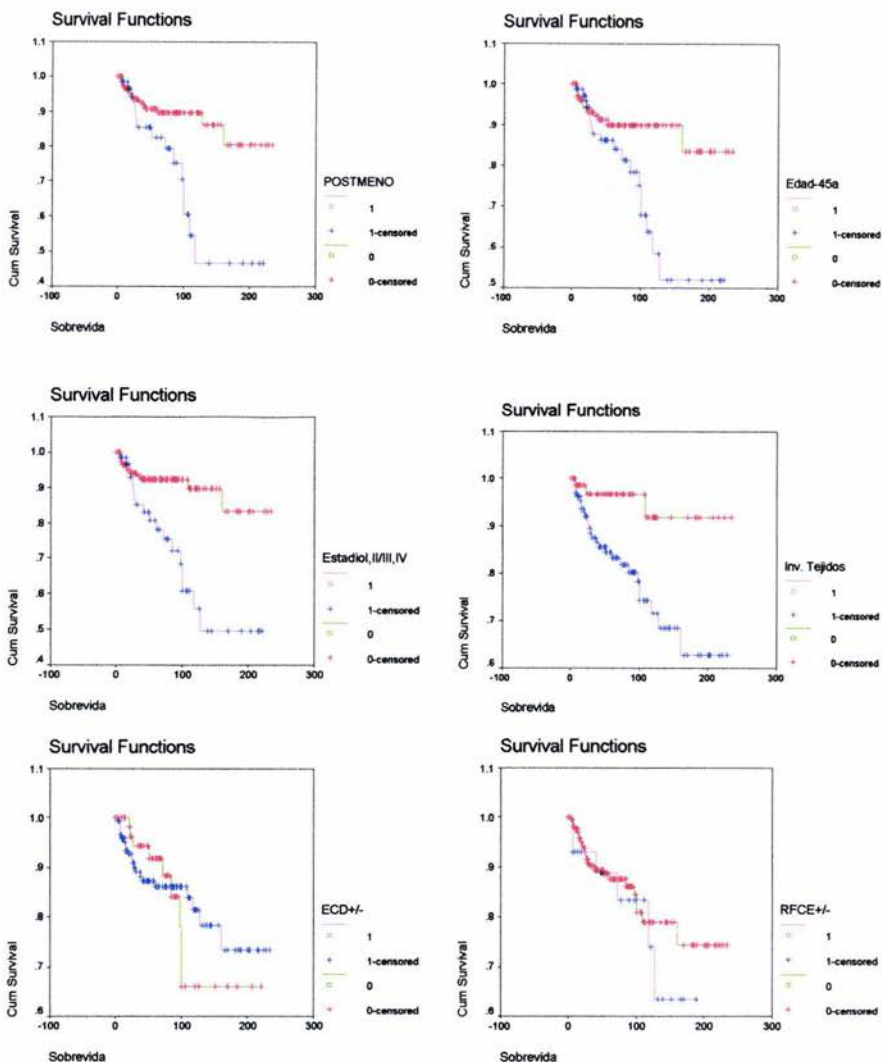 Survival Functions
1.1
1.0
.9
.8
.7
.6
.5
.4
-100
0
100
200
300
Cum Survival
Sobrevida
POSTMENO
1
1-censored
0
0-censored
Survival Functions
1.1
1.0
.9
.8
.7
.6
.5
-100
0
100
200
300
Cum Survival
Sobrevida
Edad-45a
1
1-censored
0
0-censored
Survival Functions
1.1
1.0
.9
.8
.7
.6
.5
.4
-100
0
100
200
300
Cum Survival
Sobrevida
EstadioI,II/III,IV
1
1-censored
0
0-censored
Survival Functions
1.1
1.0
.9
.8
.7
.6
-100
0
100
200
300
Cum Survival
Sobrevida
Inv. Tejidos
1
1-censored
0
0-censored
Survival Functions
1.1
1.0
.9
.8
.7
.6
-100
0
100
200
300
Cum Survival
Sobrevida
ECD+/-
1
1-censored
0
0-censored
Survival Functions
1.1
1.0
.9
.8
.7
.6
-100
0
100
200
300
Cum Survival
Sobrevida
RFCE+/-
1
1-censored
0
0-censored